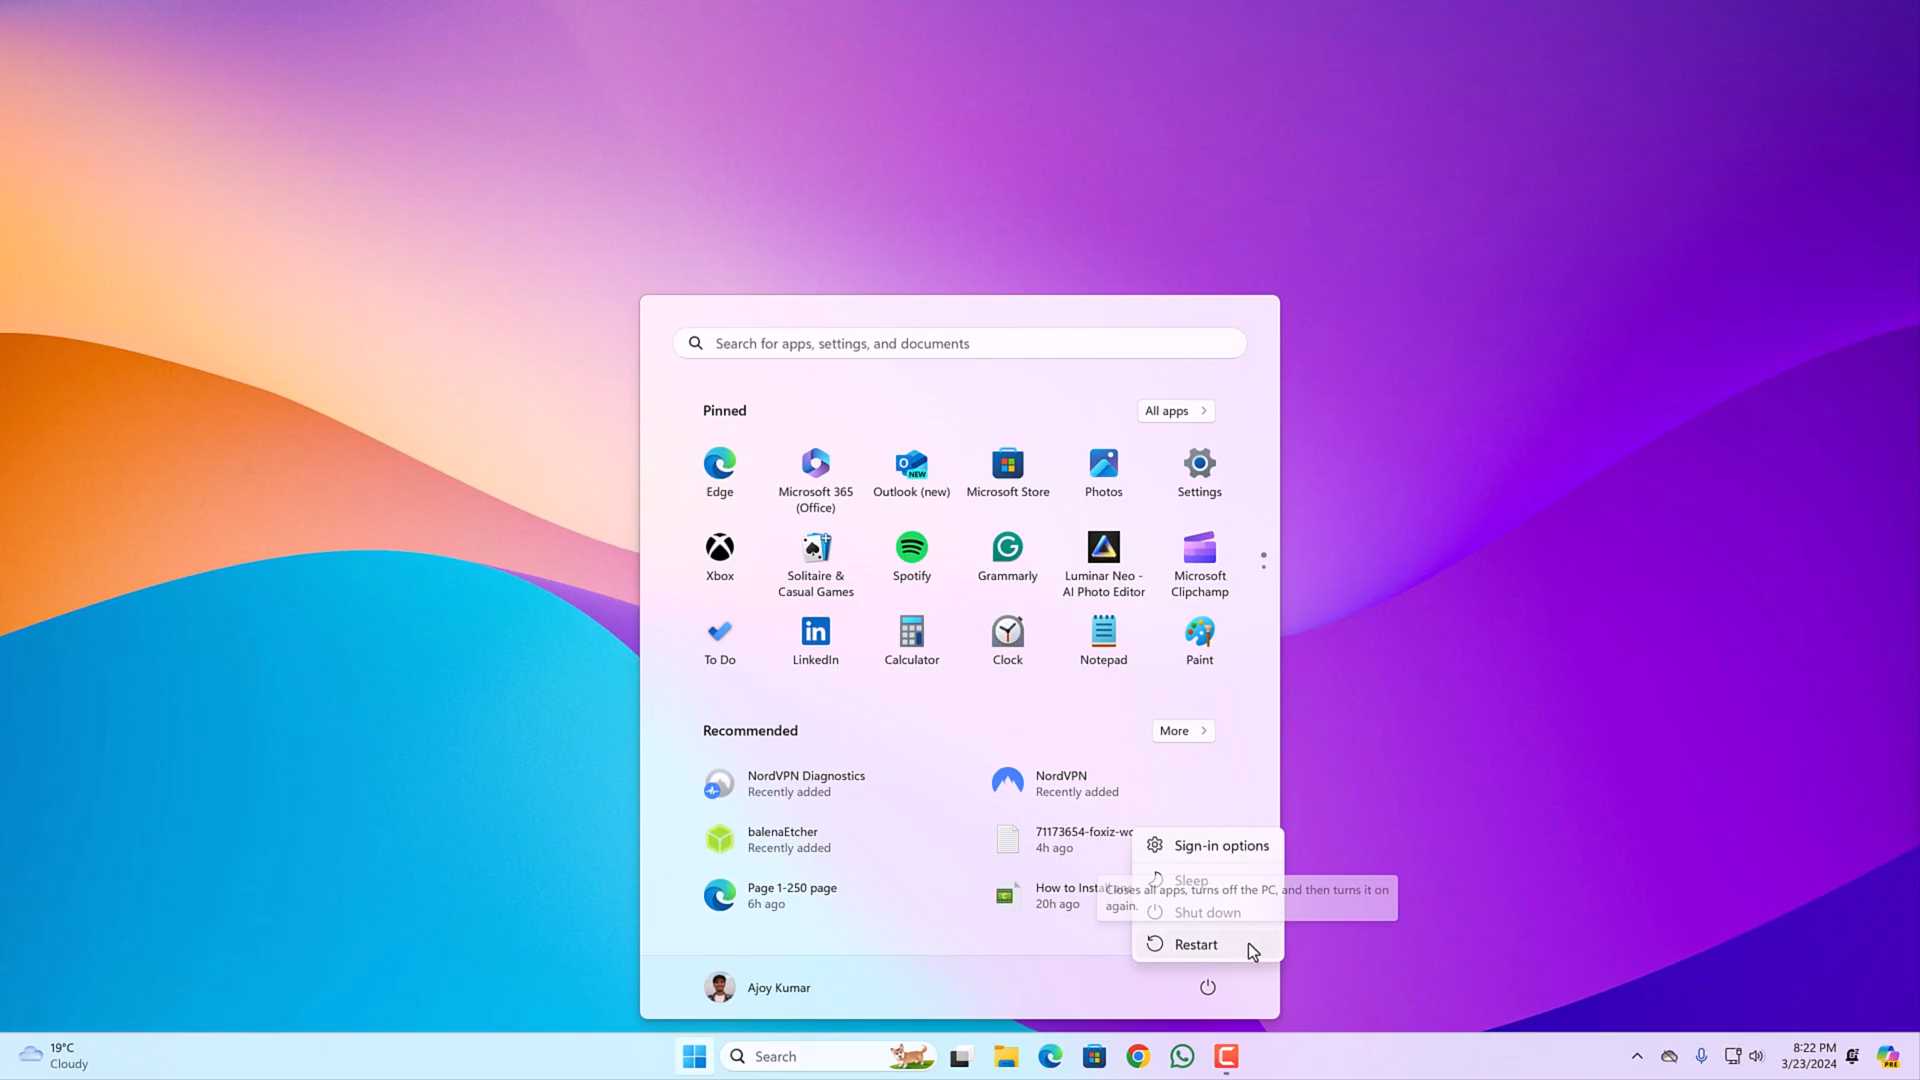 Search for apps, settings, and documents
Pinned
All apps
Edge
Microsoft 365
(Office)
Outlook (new)
Microsoft Store
Photos
Settings
Xbox
Solitaire &
Casual Games
Spotify
Grammarly
Luminar Neo -
AI Photo Editor
Microsoft
Clipchamp
To Do
LinkedIn
Calculator
Clock
Notepad
Paint
Recommended
More
NordVPN Diagnostics
Recently added
NordVPN
Recently added
balenaEtcher
Recently added
71173654-foxiz-wo
4h ago
Page 1-250 page
6h ago
How to Install
20h ago
Sign-in options
Sleep
Closes all apps, turns off the PC, and then turns it on
again.
Shut down
Restart
Ajoy Kumar
19°C
Cloudy
Search
8:22 PM
3/23/2024
NEW
PRE